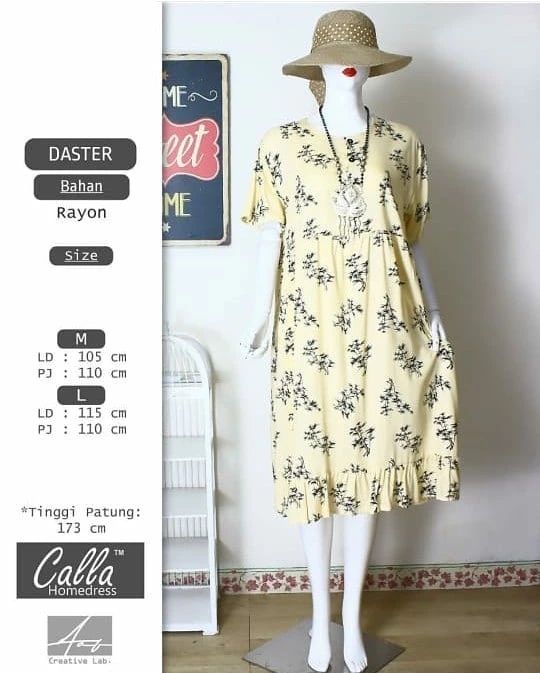 DASTER
Bahan
Rayon
Size
M
LD : 105 cm
PJ : 110 cm
L
LD : 115 cm
PJ : 110 cm
*Tinggi Patung:
173 cm
Calla™
Homedress
Creative Lab.
ME
eet
ME